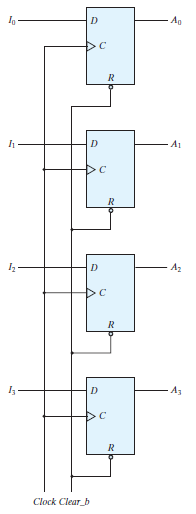 I₀ D A₀
C
R
I₁ D A₁
C
R
I₂ D A₂
C
R
I₃ D A₃
C
R
Clock Clear_b